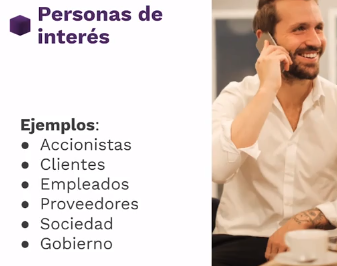 Personas de
interés
Ejemplos:
● Accionistas
● Clientes
● Empleados
● Proveedores
● Sociedad
● Gobierno